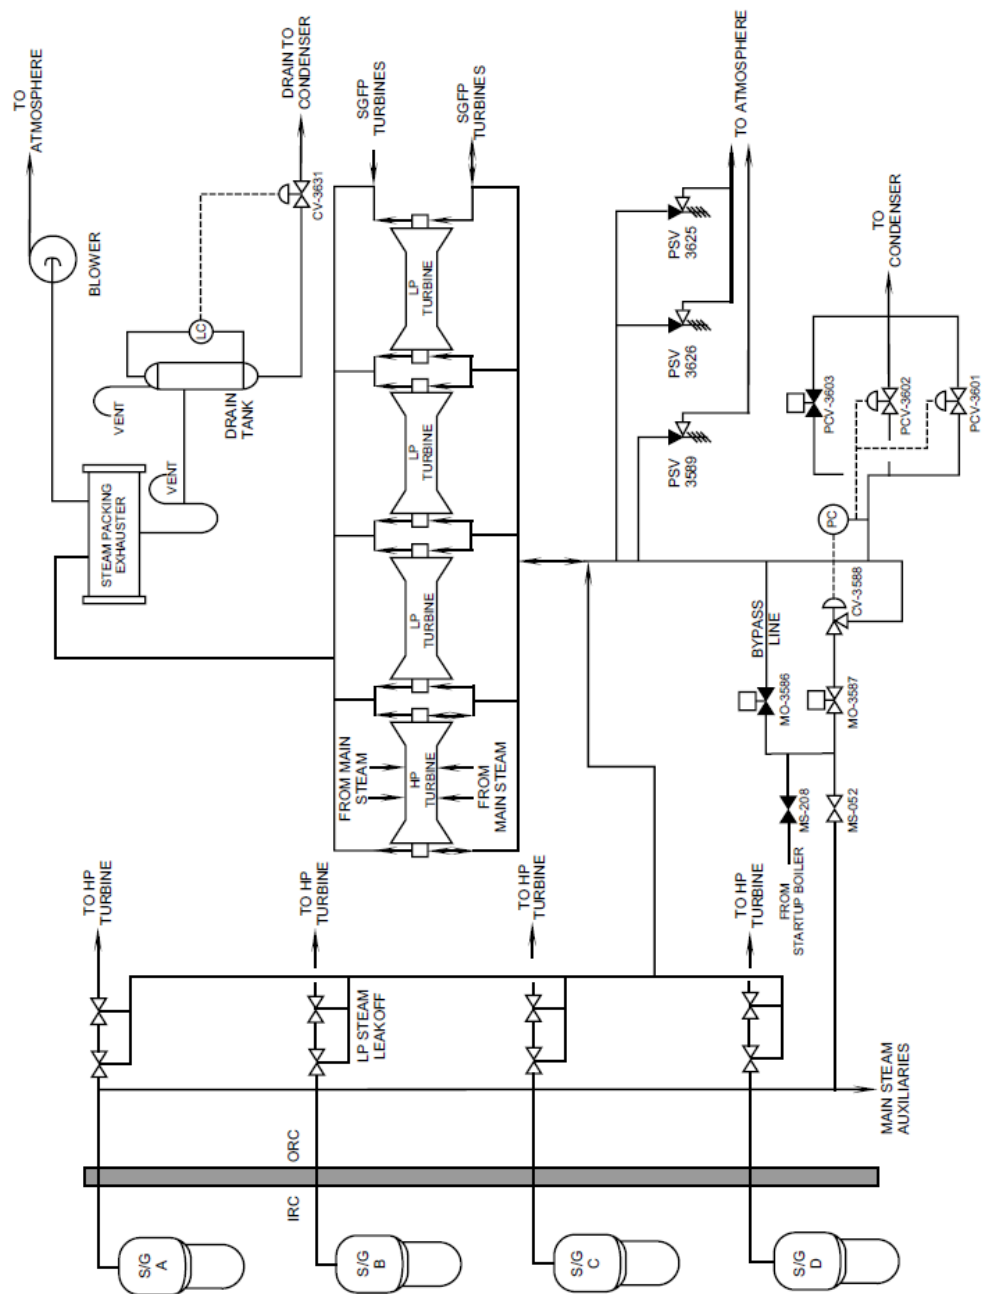 TO
ATMOSPHERE
BLOWER
DRAIN TO
CONDENSER
CV-3631
LC
VENT
DRAIN
TANK
VENT
STEAM PACKING
EXHAUSTER
SGFP
TURBINES
SGFP
TURBINES
LP
TURBINE
LP
TURBINE
LP
TURBINE
HP
TURBINE
FROM MAIN
STEAM
FROM
MAIN STEAM
TO ATMOSPHERE
PSV
3625
PSV
3626
PSV
3589
TO
CONDENSER
PCV-3603
PCV-3602
PCV-3601
PC
CV-3588
BYPASS
LINE
MO-3586
MO-3587
MS-208
MS-052
FROM
STARTUP BOILER
TO HP
TURBINE
TO HP
TURBINE
TO HP
TURBINE
TO HP
TURBINE
LP STEAM
LEAKOFF
MAIN STEAM
AUXILIARIES
ORC
IRC
S/G
A
S/G
B
S/G
C
S/G
D